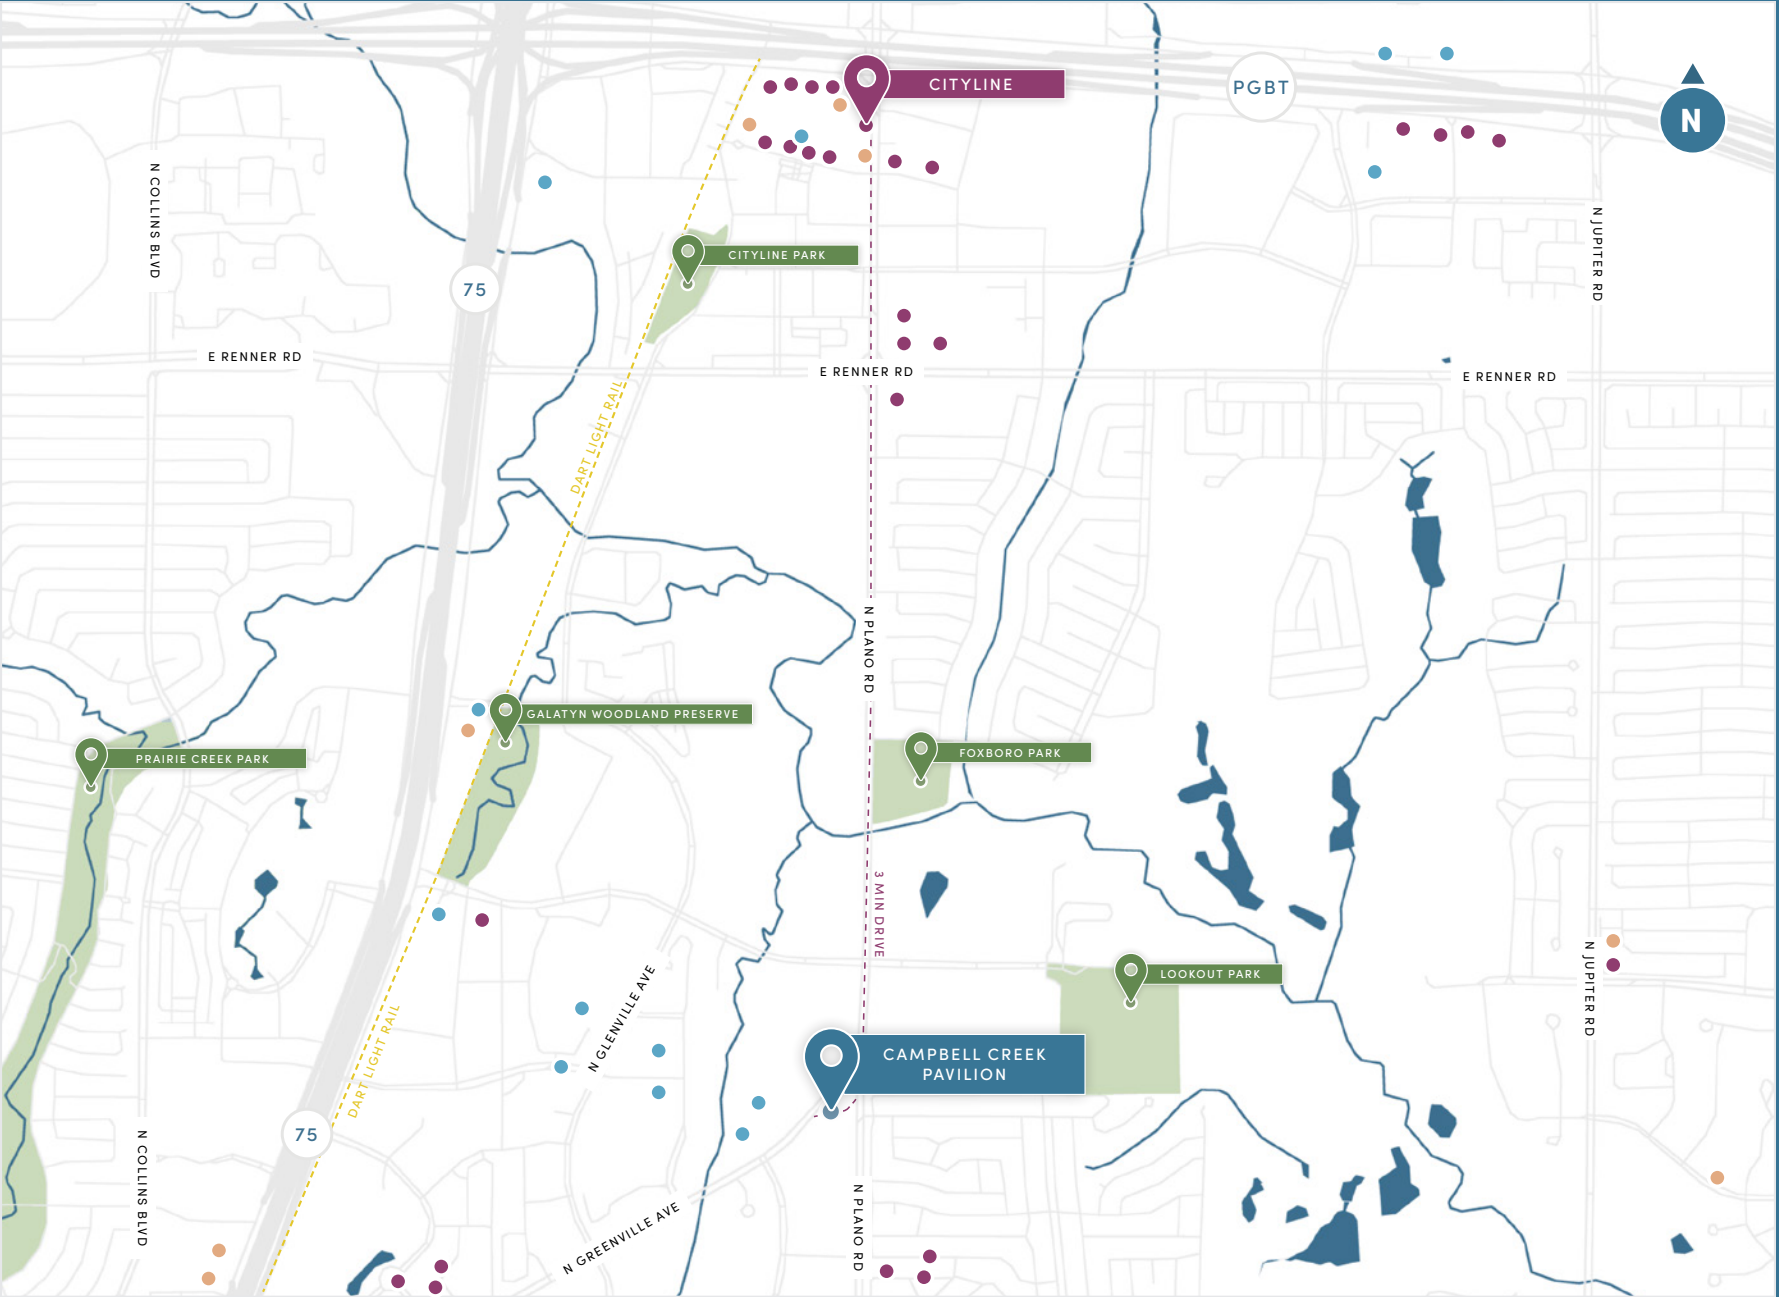 CITYLINE
PGBT
N
N COLLINS BLVD
N JUPITER RD
CITYLINE PARK
75
E RENNER RD
E RENNER RD
E RENNER RD
DART LIGHT RAIL
N PLANO RD
GALATYN WOODLAND PRESERVE
FOXBORO PARK
PRAIRIE CREEK PARK
3 MIN DRIVE
LOOKOUT PARK
N JUPITER RD
N GLENVILLE AVE
DART LIGHT RAIL
CAMPBELL CREEK
PAVILION
75
N COLLINS BLVD
N GREENVILLE AVE
N PLANO RD